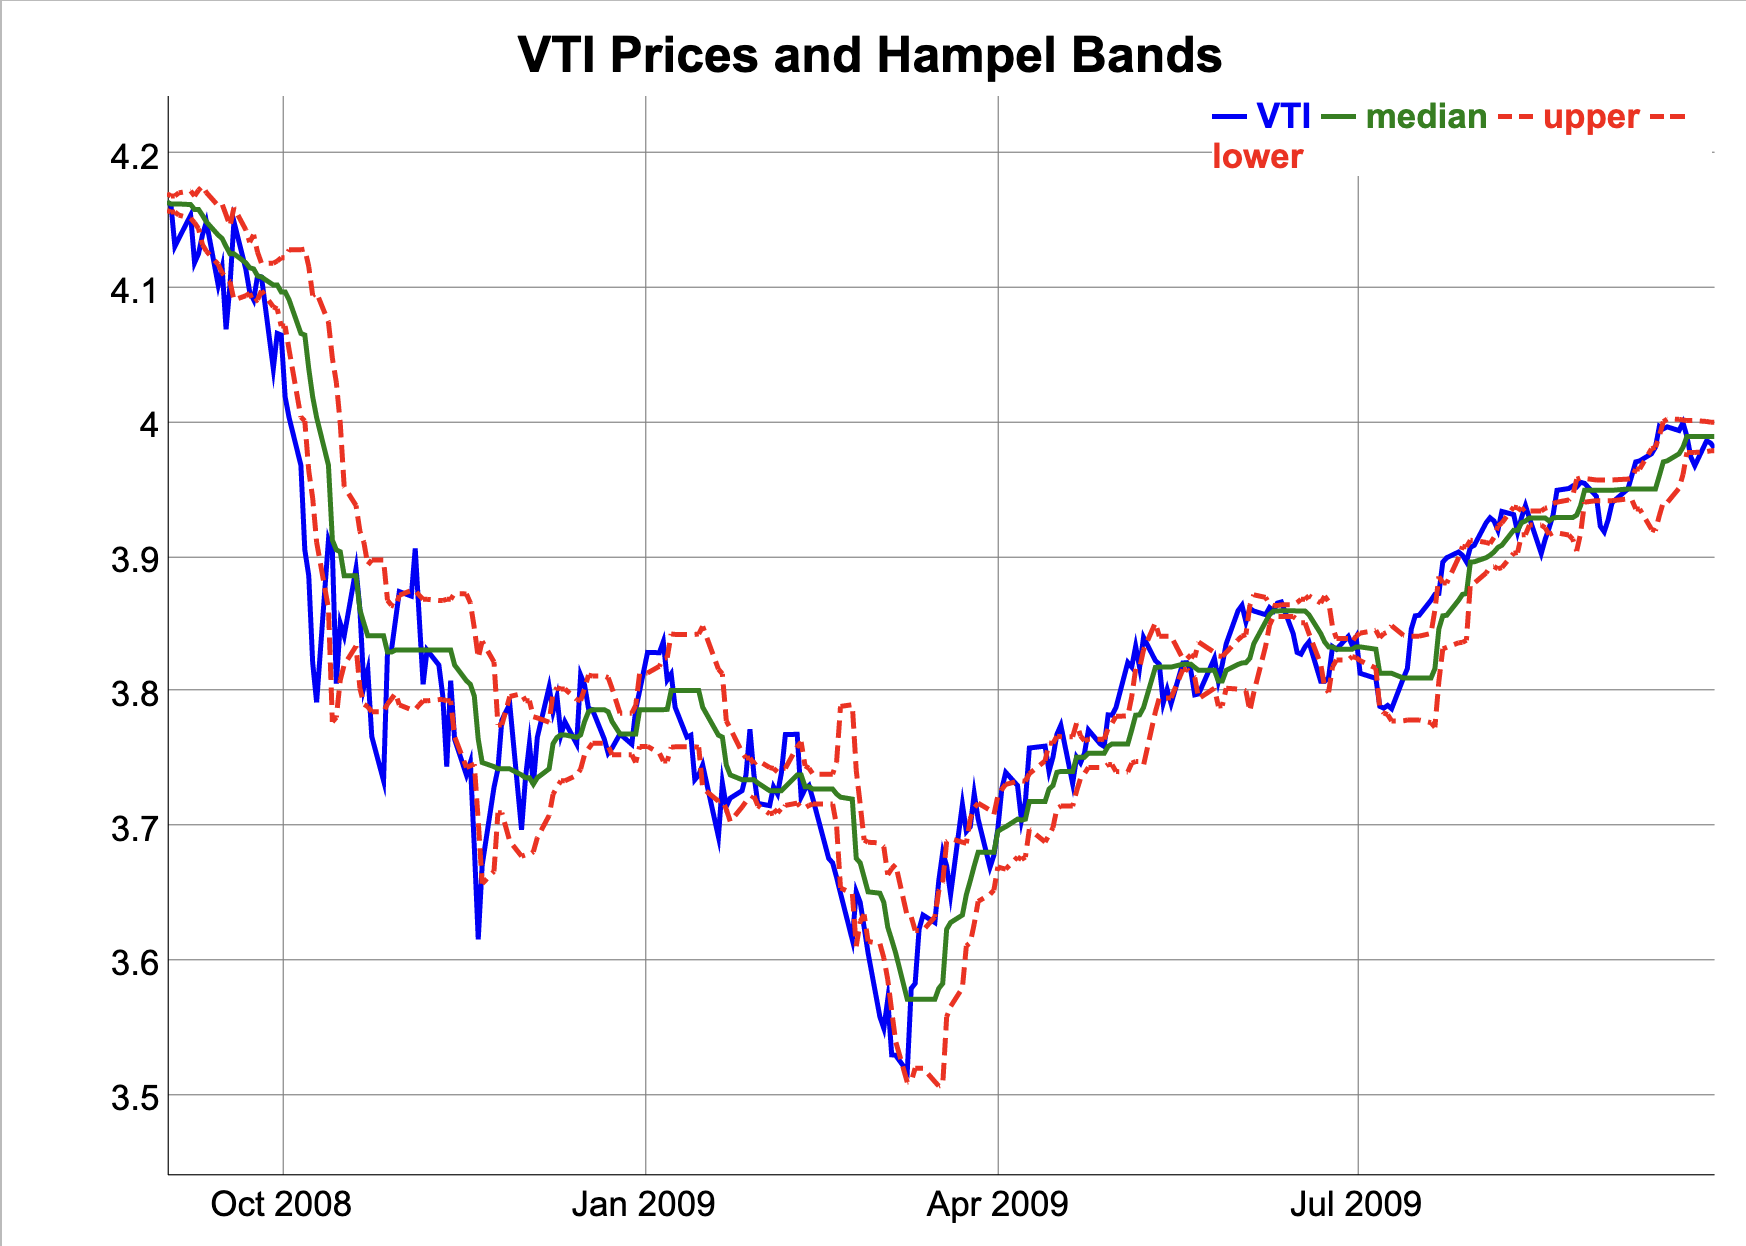 VTI Prices and Hampel Bands
VTI median upper
lower
4.2
4.1
4
3.9
3.8
3.7
3.6
3.5
Oct 2008 Jan 2009 Apr 2009 Jul 2009